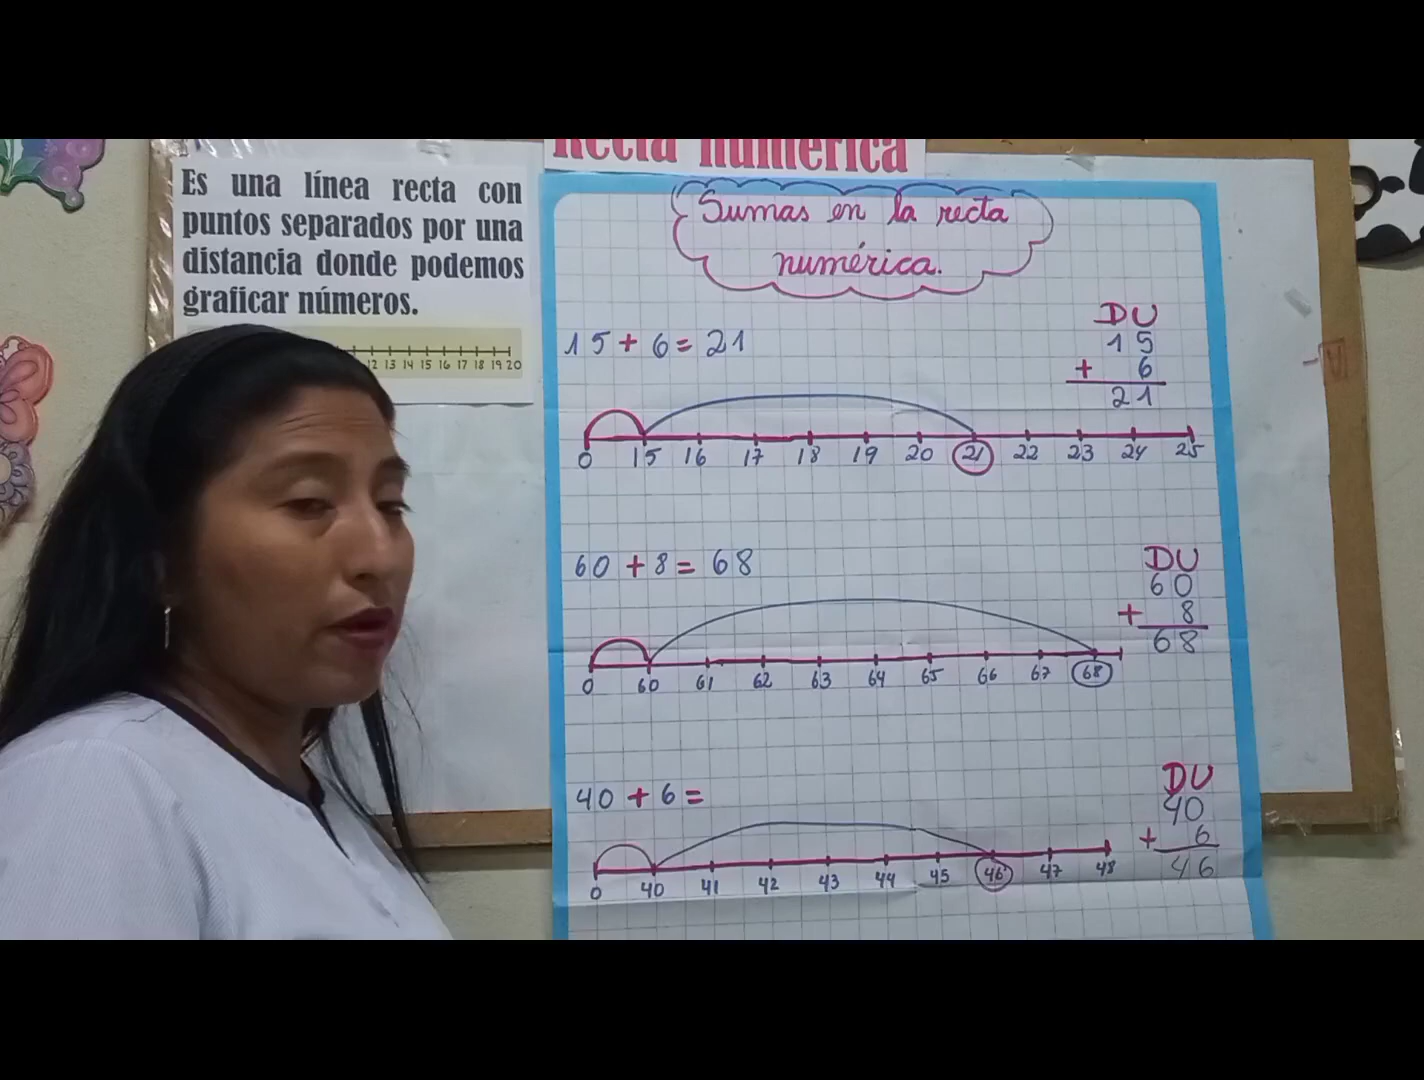 Recta numérica
Es una línea recta con
puntos separados por una
distancia donde podemos
graficar números.
12 13 14 15 16 17 18 19 20
Sumas en la recta
numérica.
15 + 6 = 21
DU
15
+ 6
21
0 15 16 17 18 19 20 21 22 23 24 25
60 + 8 = 68
DU
60
+ 8
68
0 60 61 62 63 64 65 66 67 68
40 + 6 =
DU
40
+ 6
46
0 40 41 42 43 44 45 46 47 48